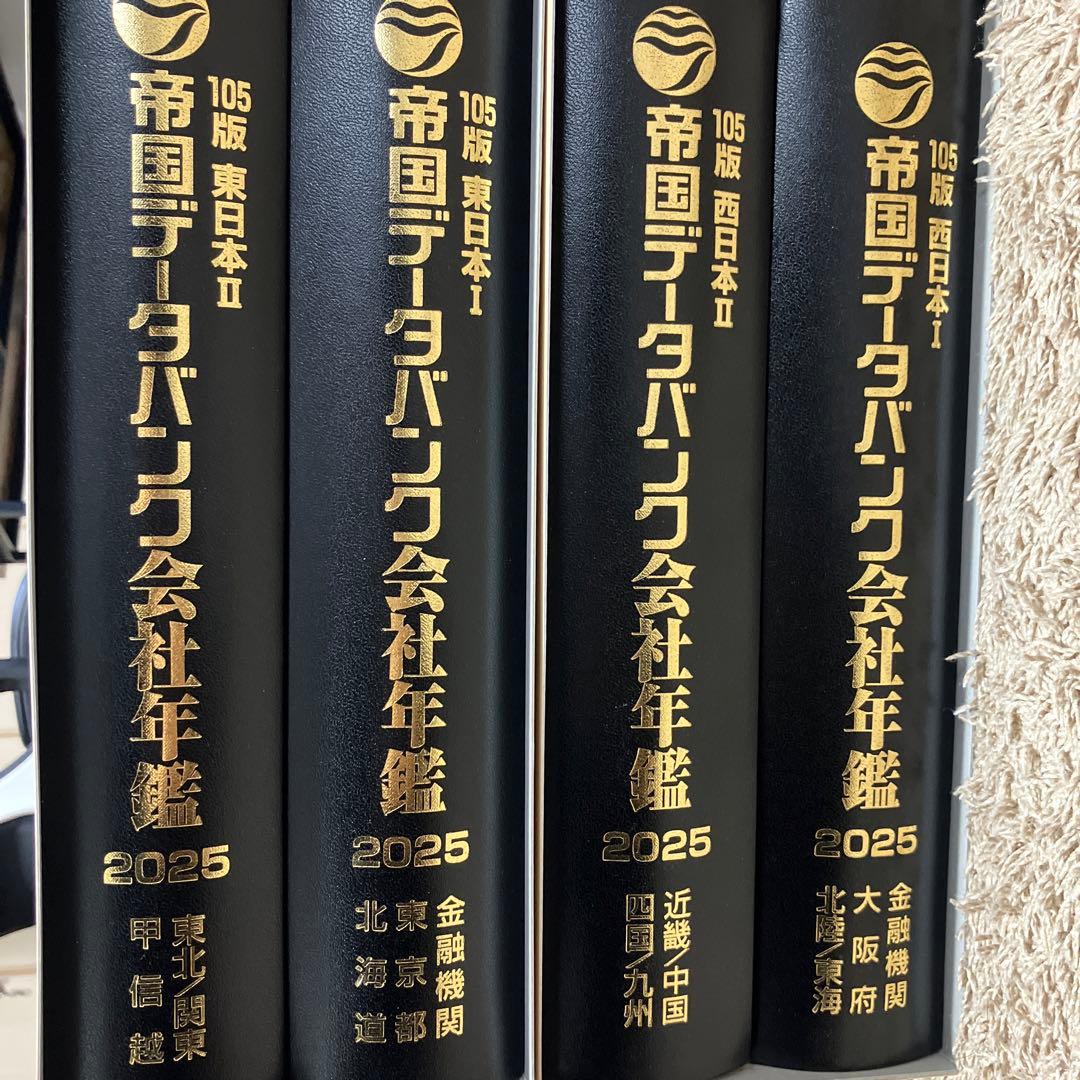 105版 東日本Ⅱ
帝国データバンク会社年鑑
2025
東北/関東
甲信越
105版 東日本Ⅰ
帝国データバンク会社年鑑
2025
金融機関
東京都
北海道
105版 西日本Ⅱ
帝国データバンク会社年鑑
2025
近畿/中国
四国/九州
105版 西日本Ⅰ
帝国データバンク会社年鑑
2025
金融機関
大阪府
北陸/東海